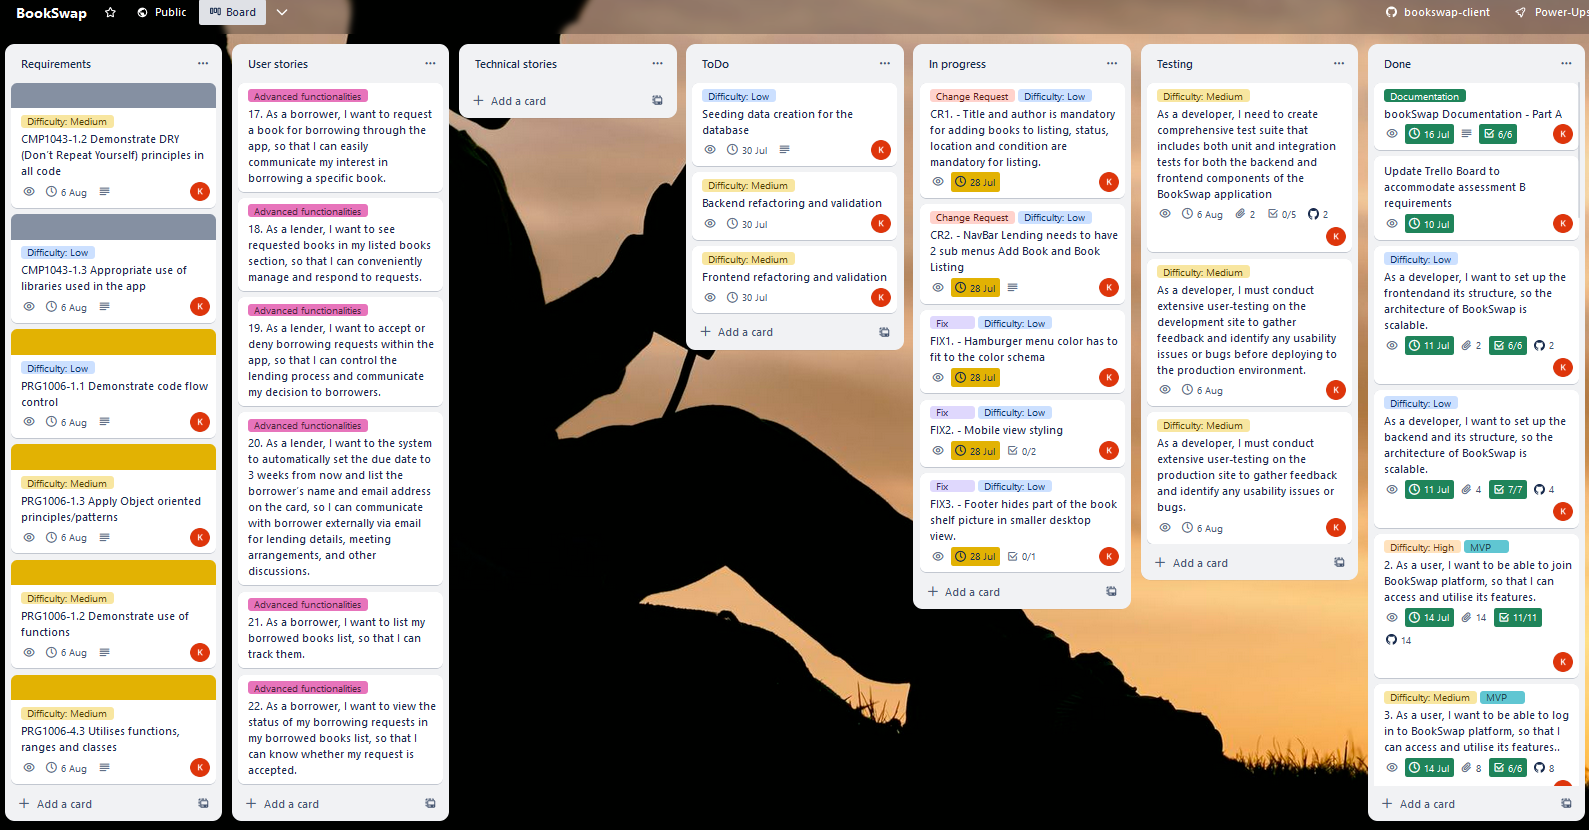 BookSwap
Public
Board
bookswap-client
Power-Ups
Requirements
Difficulty: Medium
CMP1043-1.2 Demonstrate DRY
(Don't Repeat Yourself) principles in
all code
6 Aug
K
Difficulty: Low
CMP1043-1.3 Appropriate use of
libraries used in the app
6 Aug
K
Difficulty: Low
PRG1006-1.1 Demonstrate code flow
control
6 Aug
K
Difficulty: Medium
PRG1006-1.3 Apply Object oriented
principles/patterns
6 Aug
K
Difficulty: Medium
PRG1006-1.2 Demonstrate use of
functions
6 Aug
K
Difficulty: Medium
PRG1006-4.3 Utilises functions,
ranges and classes
6 Aug
K
+ Add a card
User stories
Advanced functionalities
17. As a borrower, I want to request
a book for borrowing through the
app, so that I can easily
communicate my interest in
borrowing a specific book.
Advanced functionalities
18. As a lender, I want to see
requested books in my listed books
section, so that I can conveniently
manage and respond to requests.
Advanced functionalities
19. As a lender, I want to accept or
deny borrowing requests within the
app, so that I can control the
lending process and communicate
my decision to borrowers.
Advanced functionalities
20. As a lender, I want to the system
to automatically set the due date to
3 weeks from now and list the
borrower's name and email address
on the card, so I can communicate
with borrower externally via email
for lending details, meeting
arrangements, and other
discussions.
Advanced functionalities
21. As a borrower, I want to list my
borrowed books list, so that I can
track them.
Advanced functionalities
22. As a borrower, I want to view the
status of my borrowing requests in
my borrowed books list, so that I
can know whether my request is
accepted.
+ Add a card
Technical stories
+ Add a card
ToDo
Difficulty: Low
Seeding data creation for the
database
30 Jul
K
Difficulty: Medium
Backend refactoring and validation
30 Jul
K
Difficulty: Medium
Frontend refactoring and validation
30 Jul
K
+ Add a card
In progress
Change Request Difficulty: Low
CR1. - Title and author is mandatory
for adding books to listing, status,
location and condition are
mandatory for listing.
28 Jul
K
Change Request Difficulty: Low
CR2. - NavBar Lending needs to have
2 sub menus Add Book and Book
Listing
28 Jul
K
Fix Difficulty: Low
FIX1. - Hamburger menu color has to
fit to the color schema
28 Jul
K
Fix Difficulty: Low
FIX2. - Mobile view styling
28 Jul 0/2
K
Fix Difficulty: Low
FIX3. - Footer hides part of the book
shelf picture in smaller desktop
view.
28 Jul 0/1
K
+ Add a card
Testing
Difficulty: Medium
As a developer, I need to create
comprehensive test suite that
includes both unit and integration
tests for both the backend and
frontend components of the
BookSwap application
6 Aug 2 0/5 2
K
Difficulty: Medium
As a developer, I must conduct
extensive user-testing on the
development site to gather
feedback and identify any usability
issues or bugs before deploying to
the production environment.
6 Aug
K
Difficulty: Medium
As a developer, I must conduct
extensive user-testing on the
production site to gather feedback
and identify any usability issues or
bugs.
6 Aug
K
+ Add a card
Done
Documentation
bookSwap Documentation - Part A
16 Jul 6/6
K
Update Trello Board to
accommodate assessment B
requirements
10 Jul
K
Difficulty: Low
As a developer, I want to set up the
frontendand its structure, so the
architecture of BookSwap is
scalable.
11 Jul 2 6/6 2
K
Difficulty: Low
As a developer, I want to set up the
backend and its structure, so the
architecture of BookSwap is
scalable.
11 Jul 4 7/7 4
K
Difficulty: High MVP
2. As a user, I want to be able to join
BookSwap platform, so that I can
access and utilise its features.
14 Jul 14 11/11
14
K
Difficulty: Medium MVP
3. As a user, I want to be able to log
in to BookSwap platform, so that I
can access and utilise its features..
14 Jul 8 6/6 8
+ Add a card